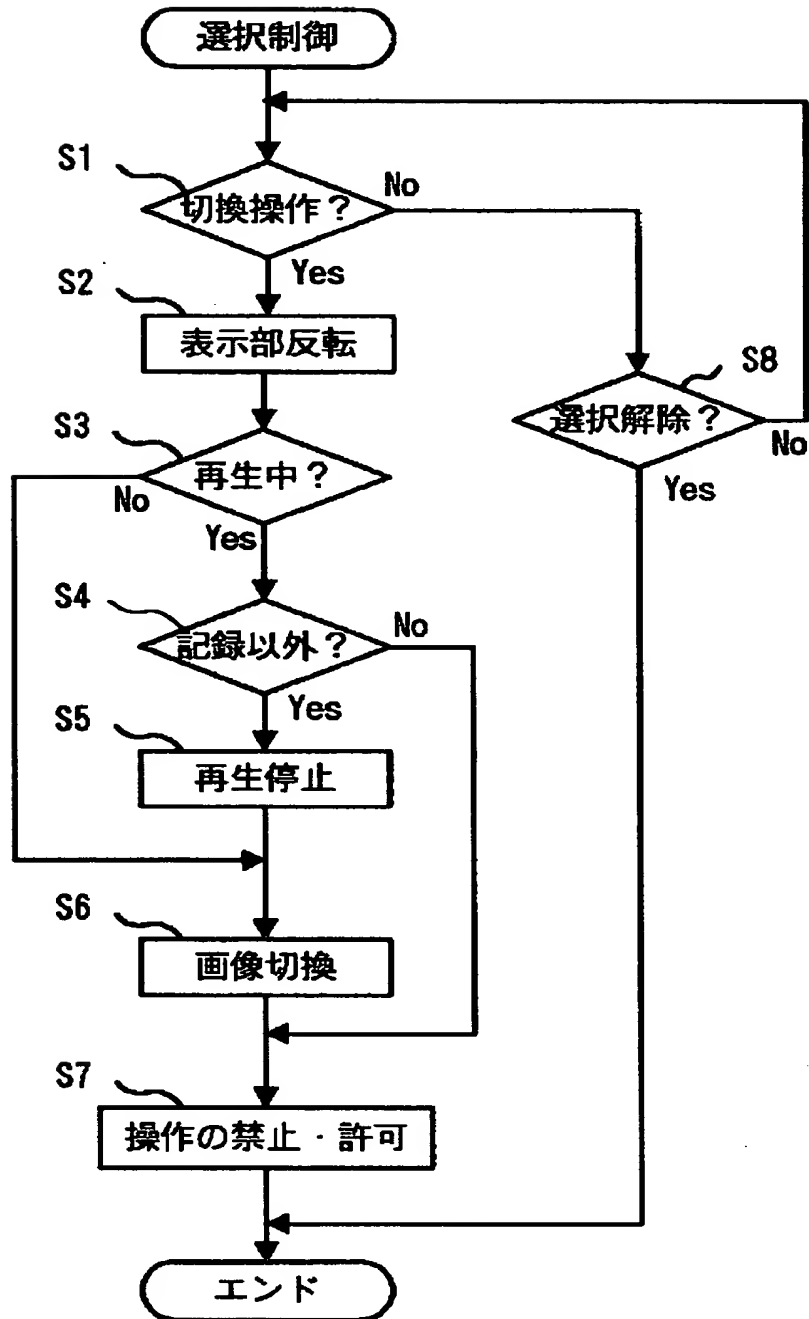 選択制御
S1
切換操作?
No
Yes
S2
表示部反転
S8
選択解除?
No
Yes
S3
再生中?
No
Yes
S4
記録以外?
No
Yes
S5
再生停止
S6
画像切換
S7
操作の禁止・許可
エンド